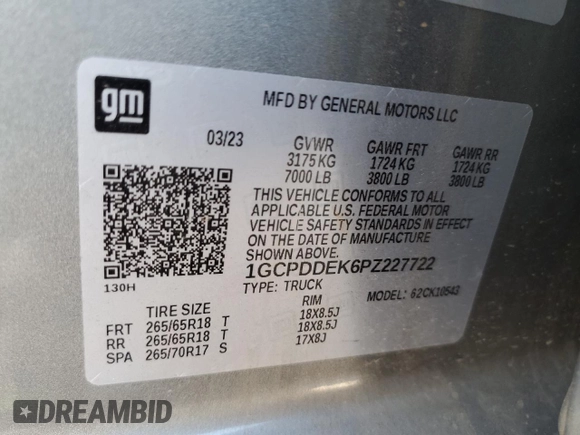 gm
MFD BY GENERAL MOTORS LLC
03/23 GVWR GAWR FRT GAWR RR
3175 KG 1724 KG 1724 KG
7000 LB 3800 LB 3800 LB
THIS VEHICLE CONFORMS TO ALL
APPLICABLE U.S. FEDERAL MOTOR
VEHICLE SAFETY STANDARDS IN EFFECT
ON THE DATE OF MANUFACTURE
SHOWN ABOVE.
1GCPDDEK6PZ227722
130H
TYPE: TRUCK MODEL: 62CK10543
TIRE SIZE RIM
FRT 265/65R18 T 18X8.5J
RR 265/65R18 T 18X8.5J
SPA 265/70R17 S 17X8J
DREAMBID